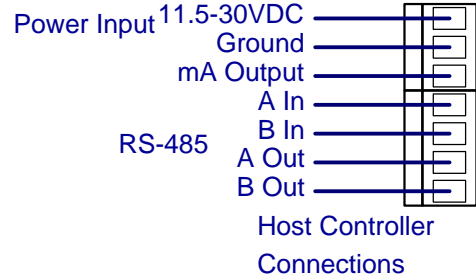 Power Input 11.5-30VDC
Ground
mA Output
A In
B In
RS-485
A Out
B Out
Host Controller
Connections